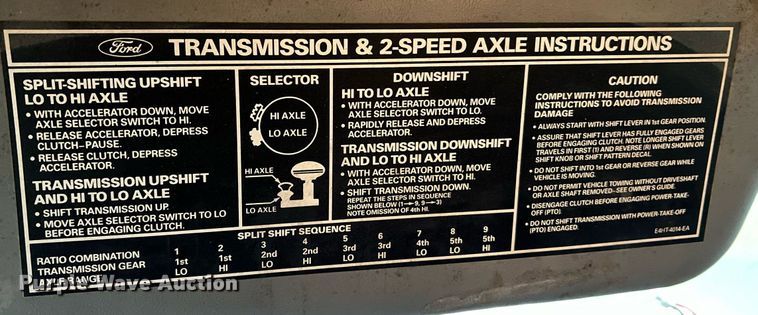 Ford TRANSMISSION & 2-SPEED AXLE INSTRUCTIONS
SPLIT-SHIFTING UPSHIFT
LO TO HI AXLE
• WITH ACCELERATOR DOWN, MOVE
AXLE SELECTOR SWITCH TO HI.
• RELEASE ACCELERATOR, DEPRESS
CLUTCH–PAUSE.
• RELEASE CLUTCH, DEPRESS
ACCELERATOR.
TRANSMISSION UPSHIFT
AND HI TO LO AXLE
• SHIFT TRANSMISSION UP.
• MOVE AXLE SELECTOR SWITCH TO LO
BEFORE ENGAGING CLUTCH.
SELECTOR
HI AXLE
LO AXLE
HI AXLE
LO AXLE
DOWNSHIFT
HI TO LO AXLE
• WITH ACCELERATOR DOWN, MOVE
AXLE SELECTOR SWITCH TO LO.
• RAPIDLY RELEASE AND DEPRESS
ACCELERATOR.
TRANSMISSION DOWNSHIFT
AND LO TO HI AXLE
• WITH ACCELERATOR DOWN, MOVE
AXLE SELECTOR SWITCH TO HI.
• SHIFT TRANSMISSION DOWN.
REPEAT THE STEPS IN SEQUENCE
SHOWN BELOW (1→9, 9→3)
NOTE OMISSION OF 4th HI.
CAUTION
COMPLY WITH THE FOLLOWING
INSTRUCTIONS TO AVOID TRANSMISSION
DAMAGE
• ALWAYS START WITH SHIFT LEVER IN 1st GEAR POSITION.
• ASSURE THAT SHIFT LEVER HAS FULLY ENGAGED GEARS
BEFORE ENGAGING CLUTCH. NOTE LONGER SHIFT LEVER
TRAVELS IN FIRST (1) AND REVERSE (R) WHEN SHOWN ON
SHIFT KNOB OR SHIFT PATTERN DECAL.
• DO NOT SHIFT INTO 1st GEAR OR REVERSE GEAR WHILE
VEHICLE IS MOVING.
• DO NOT PERMIT VEHICLE TOWING WITHOUT DRIVESHAFT
OR AXLE SHAFT REMOVED–SEE OWNER'S GUIDE.
• DISENGAGE CLUTCH BEFORE ENGAGING POWER-TAKE-
OFF (PTO)
• DO NOT SHIFT TRANSMISSION WITH POWER-TAKE-OFF
(PTO) ENGAGED.
E4HT-4014-EA
SPLIT SHIFT SEQUENCE
RATIO COMBINATION 1 2 3 4 5 6 7 8 9
TRANSMISSION GEAR 1st 1st 2nd 2nd 3rd 3rd 4th 5th 5th
AXLE RANGE LO HI LO HI LO HI LO LO HI
Purple Wave Auction